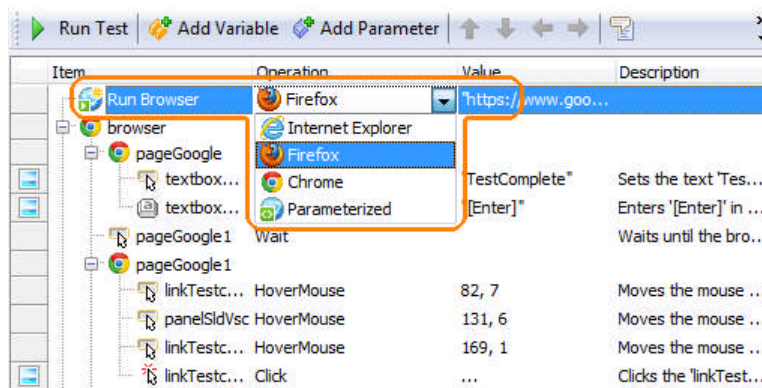 Run Test Add Variable Add Parameter
Item Operation Value Description
Run Browser Firefox "https://www.goo...
browser Internet Explorer
pageGoogle Firefox
textbox... Chrome "TestComplete" Sets the text 'Tes...
textbox... Parameterized "[Enter]" Enters '[Enter]' in ...
pageGoogle1 Wait Waits until the bro...
pageGoogle1
linkTestc... HoverMouse 82, 7 Moves the mouse ...
panelSldVsc HoverMouse 131, 6 Moves the mouse ...
linkTestc... HoverMouse 169, 1 Moves the mouse ...
linkTestc... Click ... Clicks the 'linkTest...